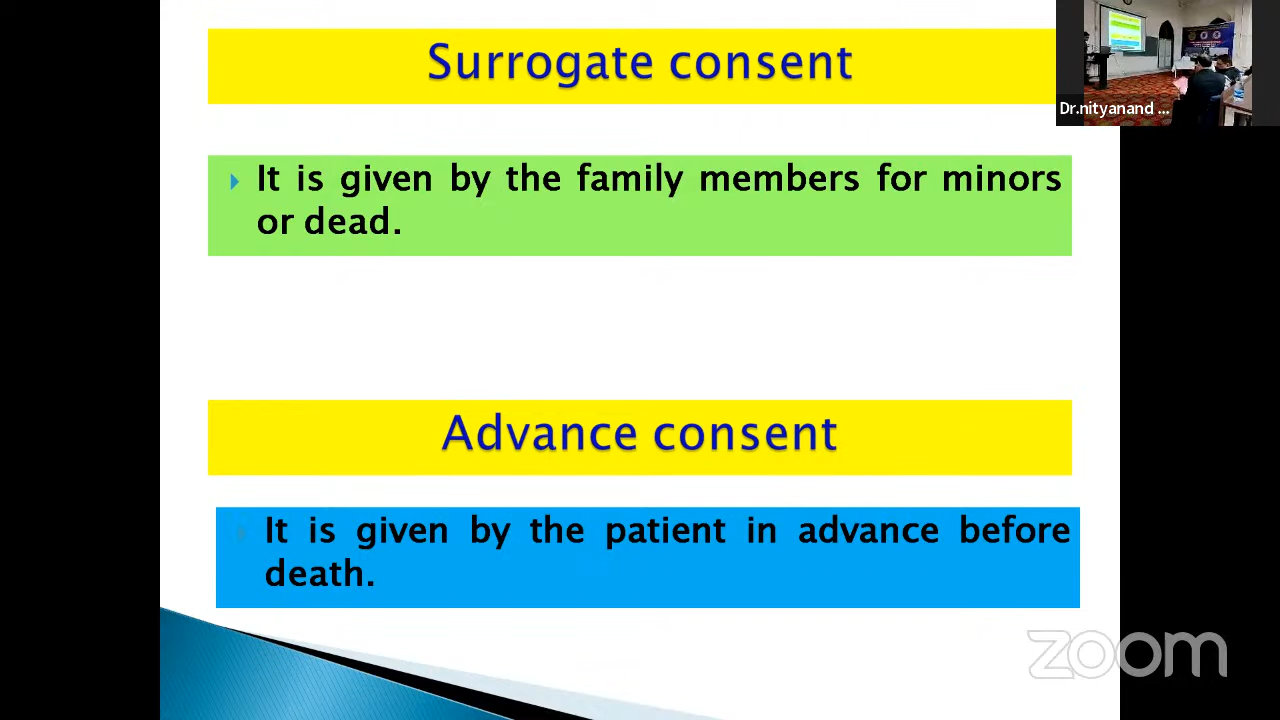 Surrogate consent
Dr.nityanand ...
It is given by the family members for minors
or dead.
Advance consent
It is given by the patient in advance before
death.
zoom